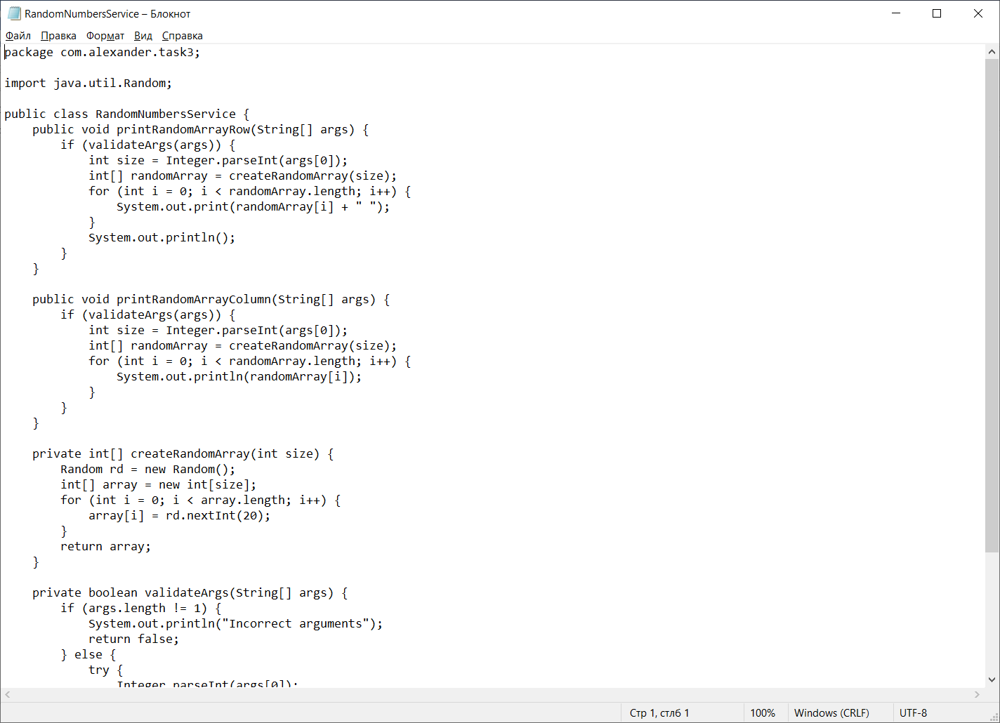 RandomNumbersService – Блокнот
Файл Правка Формат Вид Справка
package com.alexander.task3;

import java.util.Random;

public class RandomNumbersService {
    public void printRandomArrayRow(String[] args) {
        if (validateArgs(args)) {
            int size = Integer.parseInt(args[0]);
            int[] randomArray = createRandomArray(size);
            for (int i = 0; i < randomArray.length; i++) {
                System.out.print(randomArray[i] + " ");
            }
            System.out.println();
        }
    }

    public void printRandomArrayColumn(String[] args) {
        if (validateArgs(args)) {
            int size = Integer.parseInt(args[0]);
            int[] randomArray = createRandomArray(size);
            for (int i = 0; i < randomArray.length; i++) {
                System.out.println(randomArray[i]);
            }
        }
    }

    private int[] createRandomArray(int size) {
        Random rd = new Random();
        int[] array = new int[size];
        for (int i = 0; i < array.length; i++) {
            array[i] = rd.nextInt(20);
        }
        return array;
    }

    private boolean validateArgs(String[] args) {
        if (args.length != 1) {
            System.out.println("Incorrect arguments");
            return false;
        } else {
            try {
                Integer.parseInt(args[0]);
Стр 1, стлб 1 100% Windows (CRLF) UTF-8